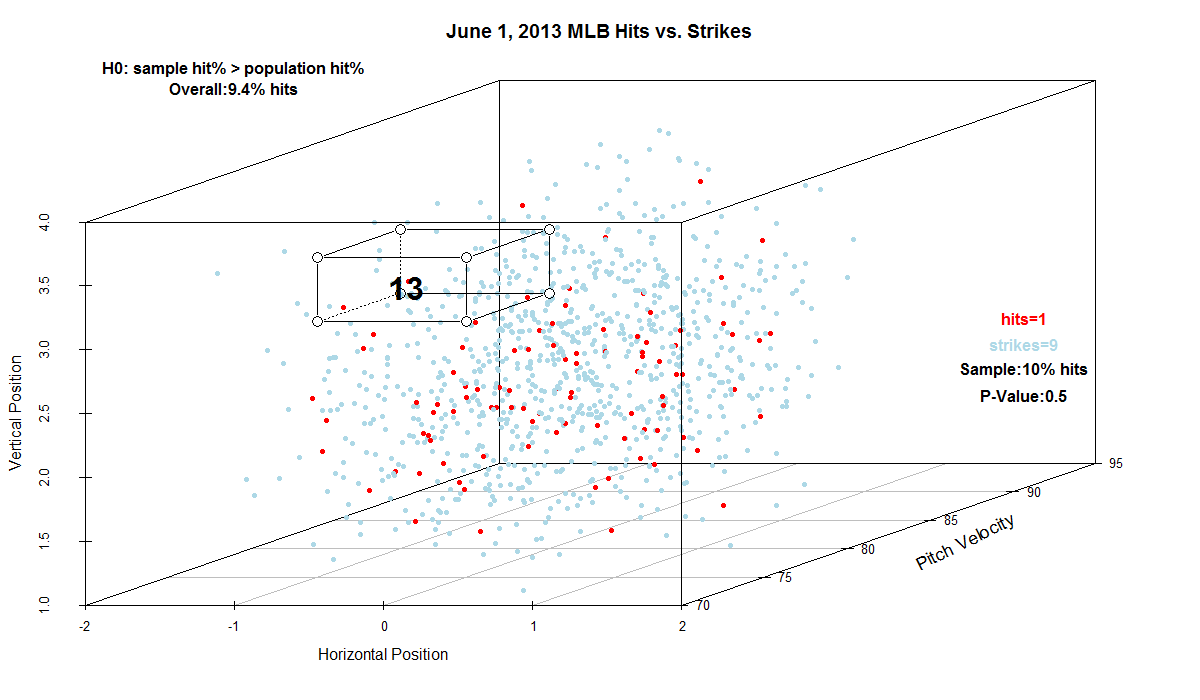 June 1, 2013 MLB Hits vs. Strikes
H0: sample hit% > population hit%
Overall:9.4% hits
4.0
3.5
3.0
2.5
2.0
1.5
1.0
Vertical Position
13
hits=1
strikes=9
Sample:10% hits
P-Value:0.5
95
90
85
80
75
70
Pitch Velocity
-2 -1 0 1 2
Horizontal Position